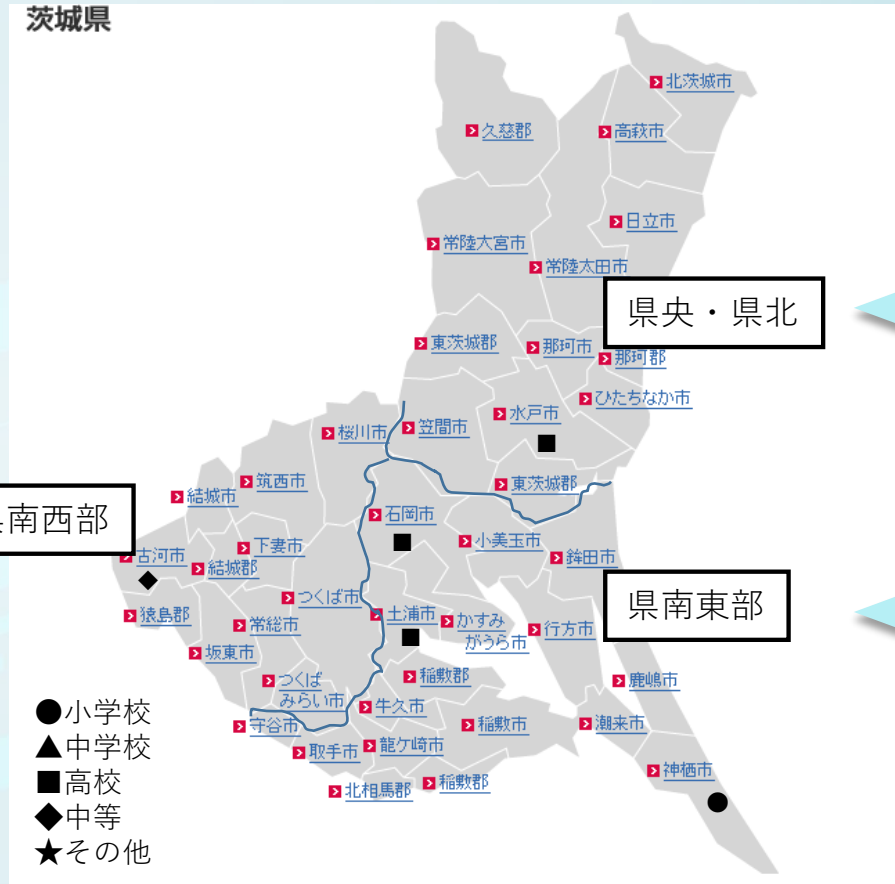 茨城県
北茨城市
久慈郡
高萩市
日立市
常陸大宮市
常陸太田市
県央・県北
東茨城郡
那珂市
那珂郡
ひたちなか市
水戸市
笠間市
桜川市
筑西市
東茨城郡
結城市
石岡市
南西部
小美玉市
下妻市
古河市
結城郡
鉾田市
つくば市
県南東部
猿島郡
土浦市
かすみ
がうら市
常総市
行方市
坂東市
稲敷郡
つくば
みらい市
鹿嶋市
牛久市
稲敷市
潮来市
守谷市
取手市
龍ケ崎市
神栖市
北相馬郡
稲敷郡
●小学校
▲中学校
■高校
◆中等
★その他